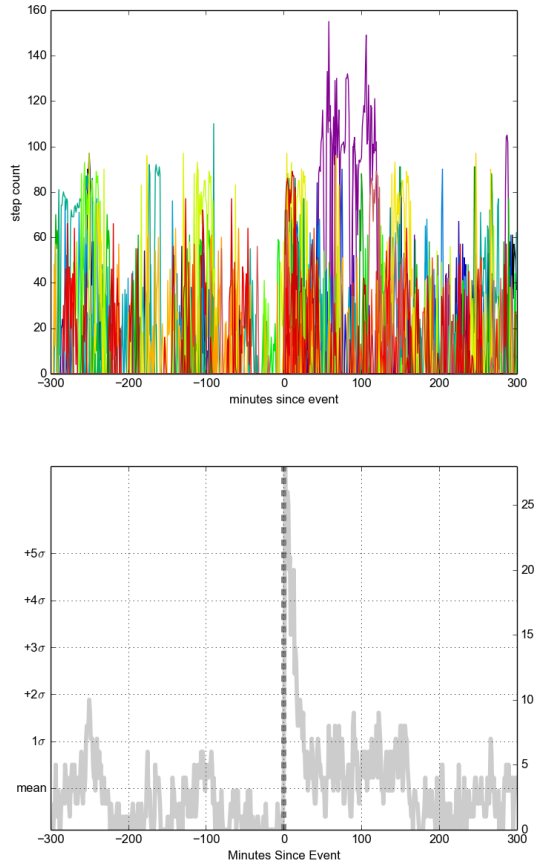 160
140
120
100
80
60
40
20
0
step count
−300 −200 −100 0 100 200 300
minutes since event
+5σ
+4σ
+3σ
+2σ
1σ
mean
25
20
15
10
5
0
−300 −200 −100 0 100 200 300
Minutes Since Event